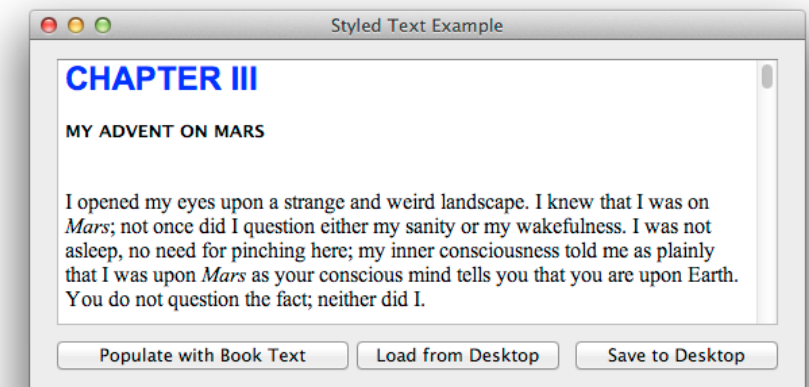 Styled Text Example
CHAPTER III
MY ADVENT ON MARS
I opened my eyes upon a strange and weird landscape. I knew that I was on
Mars; not once did I question either my sanity or my wakefulness. I was not
asleep, no need for pinching here; my inner consciousness told me as plainly
that I was upon Mars as your conscious mind tells you that you are upon Earth.
You do not question the fact; neither did I.
Populate with Book Text Load from Desktop Save to Desktop